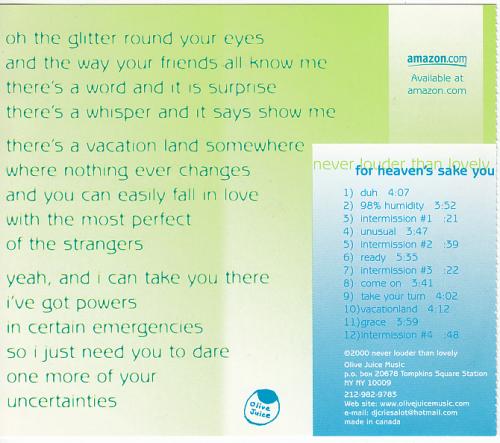 oh the glitter round your eyes
and the way your friends all know me
there's a word and it is surprise
there's a whisper and it says show me
there's a vacation land somewhere
where nothing ever changes
and you can easily fall in love
with the most perfect
of the strangers
yeah, and i can take you there
i've got powers
in certain emergencies
so i just need you to dare
one more of your
uncertainties
Olive
Juice
amazon.com
Available at
amazon.com
never louder than lovely
for heaven's sake you
1) duh 4:07
2) 98% humidity 3:52
3) intermission #1 :21
4) unusual 3:47
5) intermission #2 :39
6) ready 5:35
7) intermission #3 :22
8) come on 3:41
9) take your turn 4:02
10)vacationland 4:12
11)grace 3:59
12)intermission #4 :48
©2000 never louder than lovely
Olive Juice Music
p.o. box 20678 Tompkins Square Station
NY NY 10009
212-982-9783
Web site: www.olivejuicemusic.com
e-mail: djcriesalot@hotmail.com
made in canada